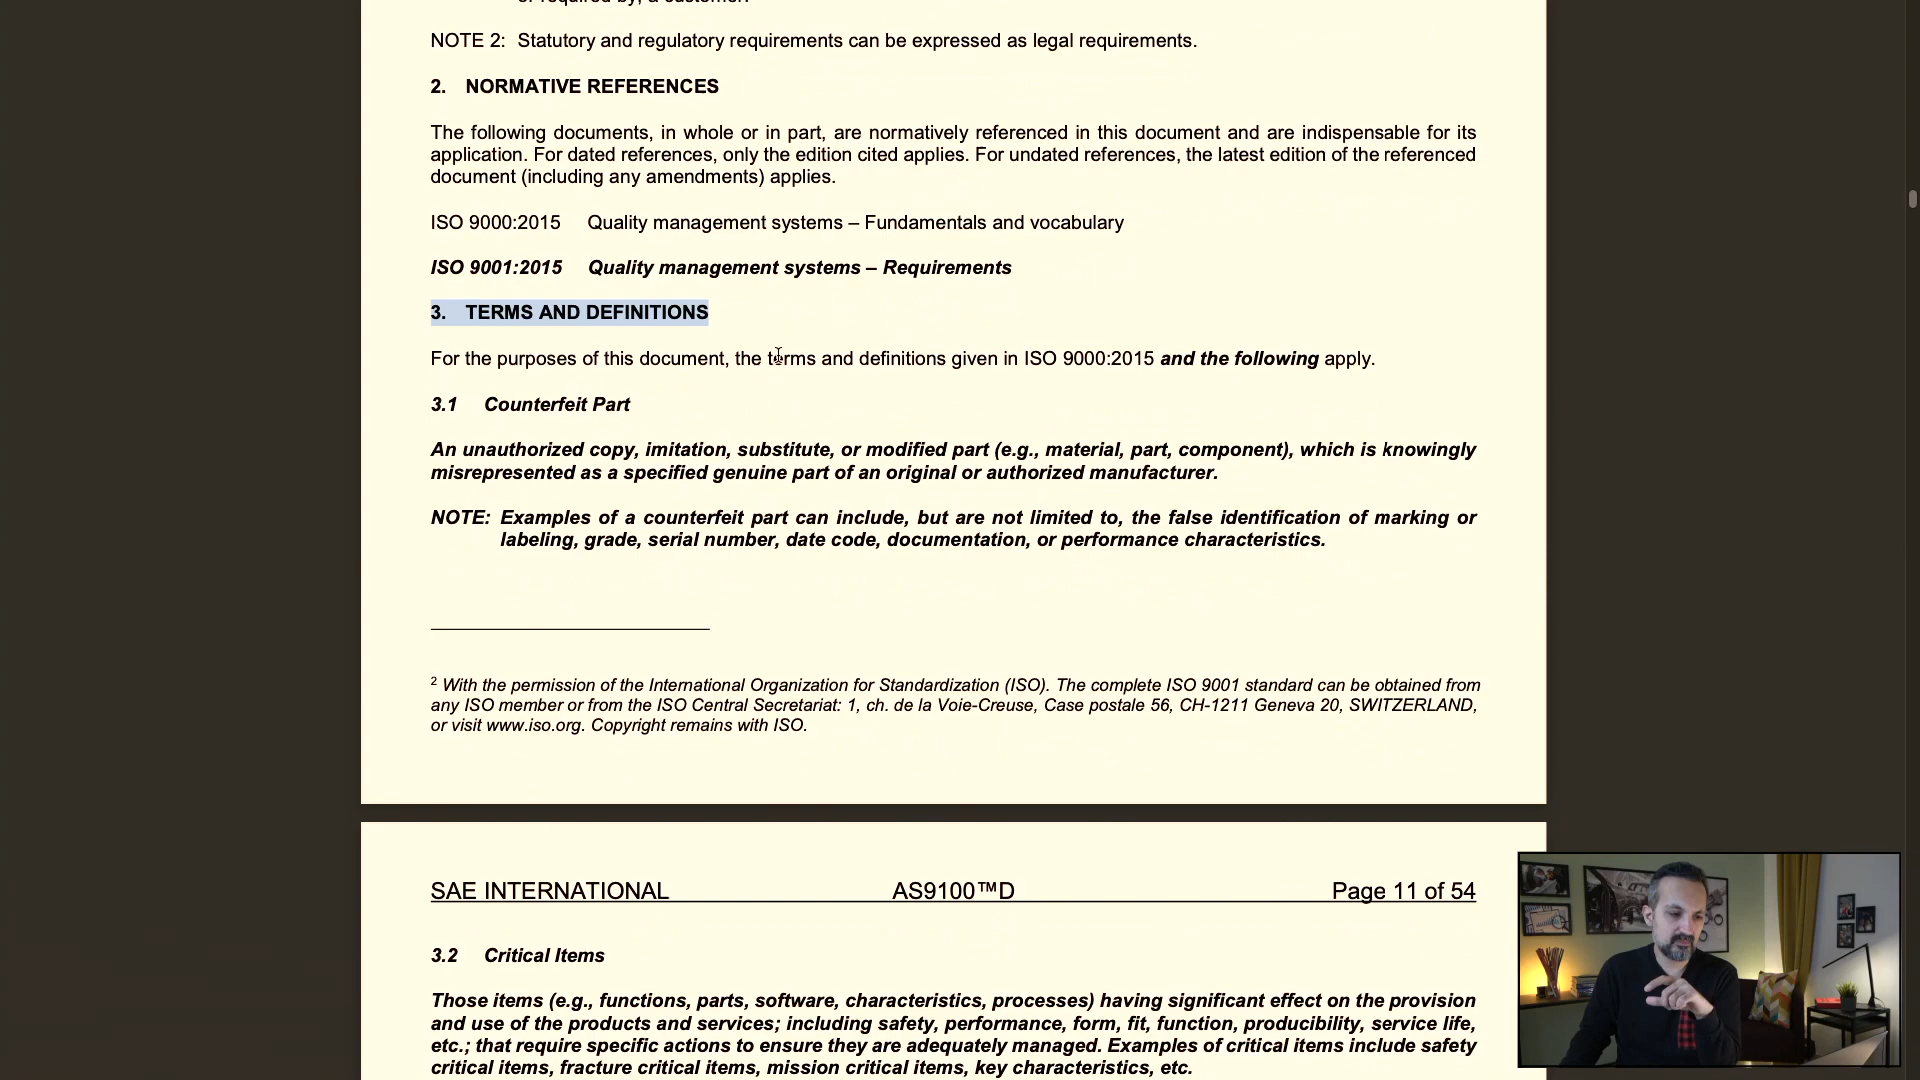 NOTE 2: Statutory and regulatory requirements can be expressed as legal requirements.
2. NORMATIVE REFERENCES
The following documents, in whole or in part, are normatively referenced in this document and are indispensable for its
application. For dated references, only the edition cited applies. For undated references, the latest edition of the referenced
document (including any amendments) applies.
ISO 9000:2015 Quality management systems – Fundamentals and vocabulary
ISO 9001:2015 Quality management systems – Requirements
3. TERMS AND DEFINITIONS
For the purposes of this document, the terms and definitions given in ISO 9000:2015 and the following apply.
3.1 Counterfeit Part
An unauthorized copy, imitation, substitute, or modified part (e.g., material, part, component), which is knowingly
misrepresented as a specified genuine part of an original or authorized manufacturer.
NOTE: Examples of a counterfeit part can include, but are not limited to, the false identification of marking or
labeling, grade, serial number, date code, documentation, or performance characteristics.
2 With the permission of the International Organization for Standardization (ISO). The complete ISO 9001 standard can be obtained from
any ISO member or from the ISO Central Secretariat: 1, ch. de la Voie-Creuse, Case postale 56, CH-1211 Geneva 20, SWITZERLAND,
or visit www.iso.org. Copyright remains with ISO.
SAE INTERNATIONAL AS9100™D Page 11 of 54
3.2 Critical Items
Those items (e.g., functions, parts, software, characteristics, processes) having significant effect on the provision
and use of the products and services; including safety, performance, form, fit, function, producibility, service life,
etc.; that require specific actions to ensure they are adequately managed. Examples of critical items include safety
critical items, fracture critical items, mission critical items, key characteristics, etc.